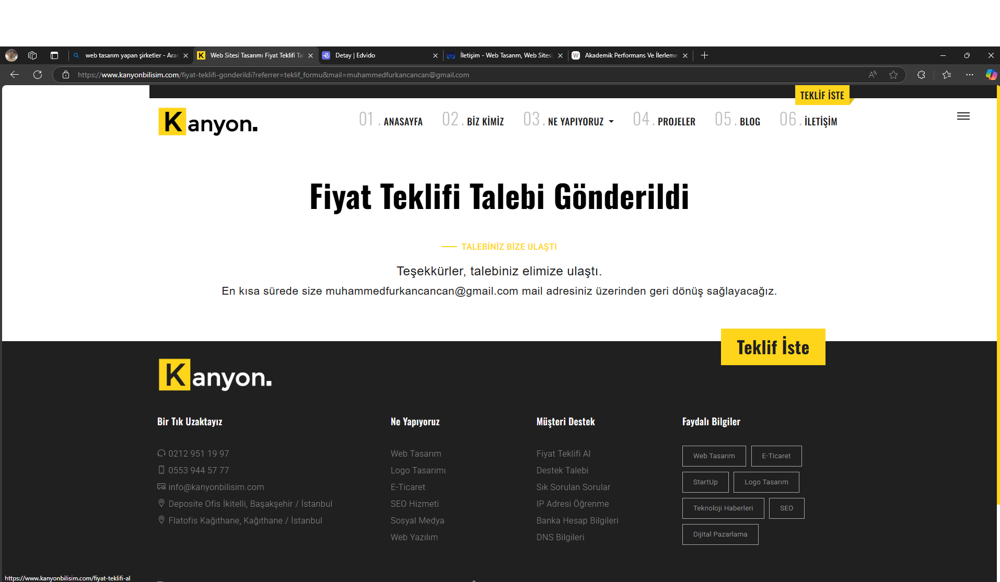 web tasarım yapan şirketler - Arar
Web Sitesi Tasarımı Fiyat Teklifi Ta
Detay | Edvido
İletişim - Web Tasarım, Web Sitesi
Akademik Performans Ve İlerleme
https://www.kanyonbilisim.com/fiyat-teklifi-gonderildi?referrer=teklif_formu&mail=muhammedfurkancancan@gmail.com
TEKLİF İSTE
Kanyon.
01 . ANASAYFA
02 . BİZ KİMİZ
03 . NE YAPIYORUZ
04 . PROJELER
05 . BLOG
06 . İLETİŞİM
Fiyat Teklifi Talebi Gönderildi
TALEBİNİZ BİZE ULAŞTI
Teşekkürler, talebiniz elimize ulaştı.
En kısa sürede size muhammedfurkancancan@gmail.com mail adresiniz üzerinden geri dönüş sağlayacağız.
Teklif İste
Kanyon.
Bir Tık Uzaktayız
0212 951 19 97
0553 944 57 77
info@kanyonbilisim.com
Deposite Ofis İkitelli, Başakşehir / İstanbul
Flatofis Kağıthane, Kağıthane / İstanbul
Ne Yapıyoruz
Web Tasarım
Logo Tasarımı
E-Ticaret
SEO Hizmeti
Sosyal Medya
Web Yazılım
Müşteri Destek
Fiyat Teklifi Al
Destek Talebi
Sık Sorulan Sorular
IP Adresi Öğrenme
Banka Hesap Bilgileri
DNS Bilgileri
Faydalı Bilgiler
Web Tasarım
E-Ticaret
StartUp
Logo Tasarım
Teknoloji Haberleri
SEO
Dijital Pazarlama
https://www.kanyonbilisim.com/fiyat-teklifi-al